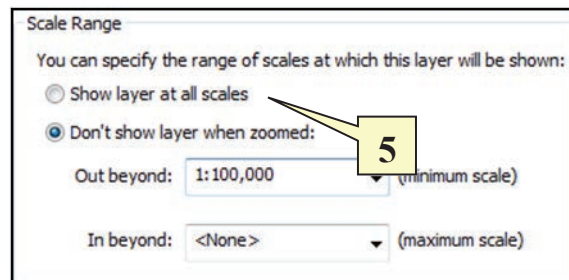 Scale Range
You can specify the range of scales at which this layer will be shown:
Show layer at all scales
Don't show layer when zoomed:
5
Out beyond: 1:100,000 (minimum scale)
In beyond: <None> (maximum scale)